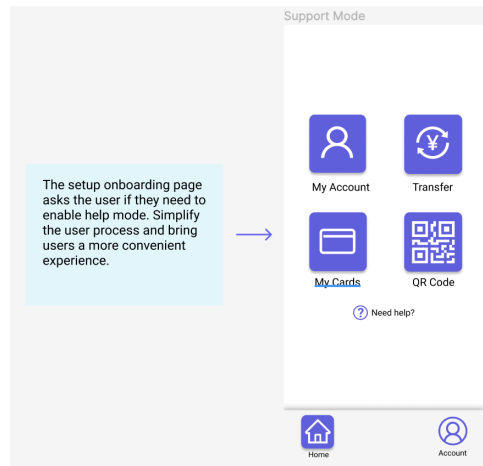 Support Mode
The setup onboarding page
asks the user if they need to
enable help mode. Simplify
the user process and bring
users a more convenient
experience.
¥
My Account
Transfer
My Cards
QR Code
? Need help?
Home
Account